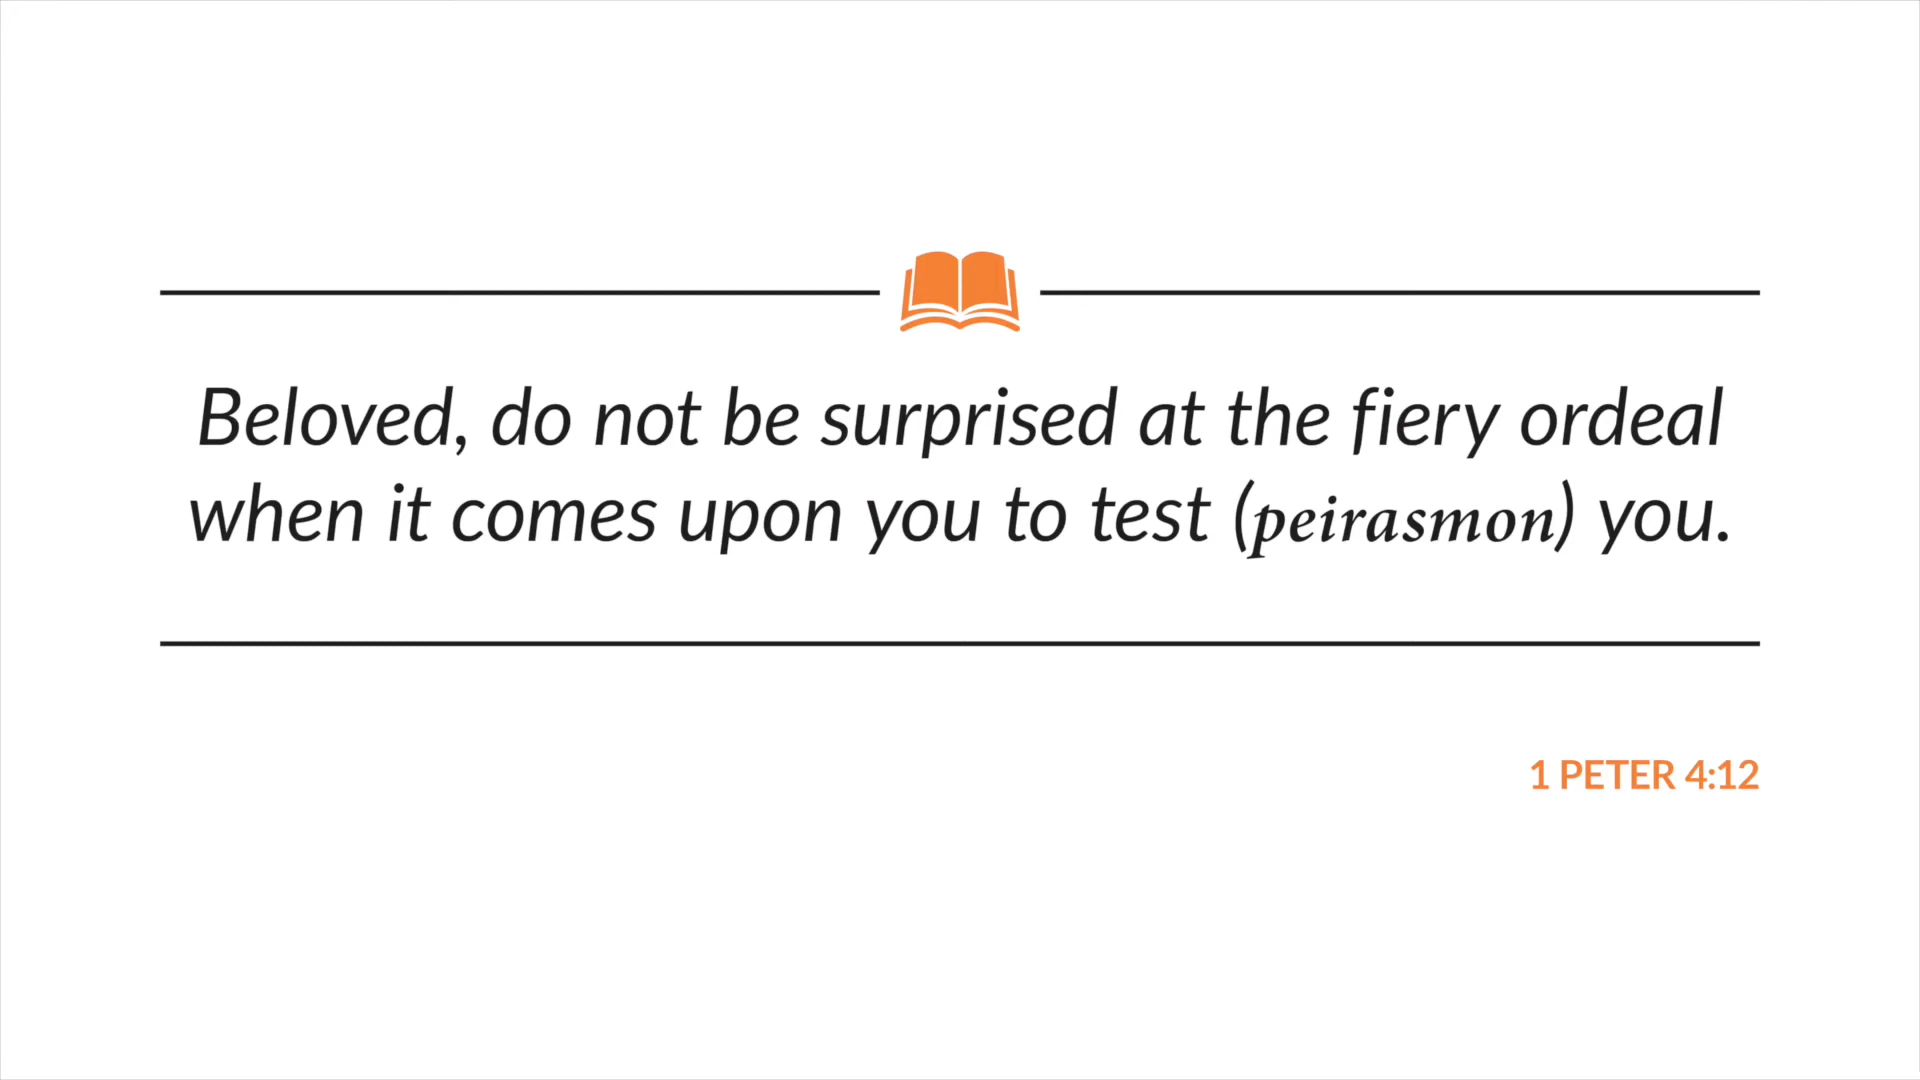 Beloved, do not be surprised at the fiery ordeal
when it comes upon you to test (peirasmon) you.
1 PETER 4:12